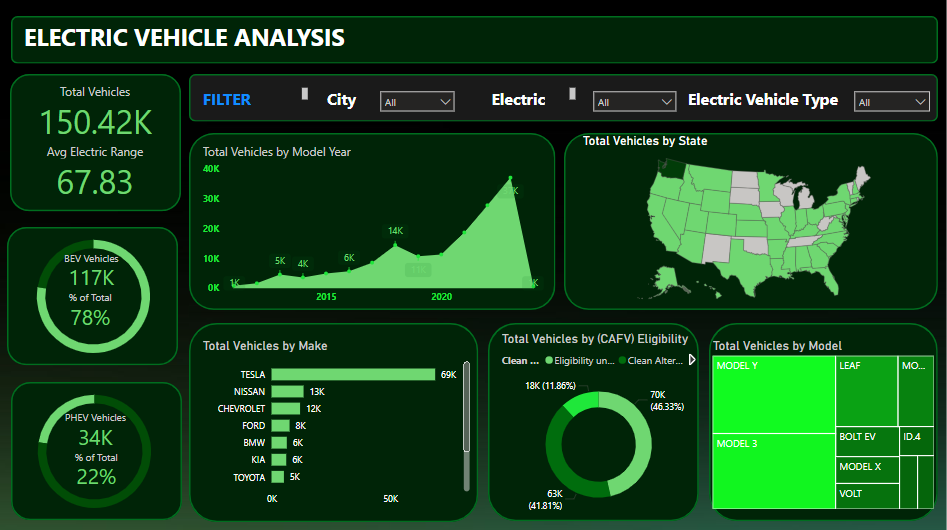 ELECTRIC VEHICLE ANALYSIS
Total Vehicles
150.42K
Avg Electric Range
67.83
FILTER
City
All
Electric
All
Electric Vehicle Type
All
BEV Vehicles
117K
% of Total
78%
PHEV Vehicles
34K
% of Total
22%
Total Vehicles by Model Year
40K
30K
20K
10K
0K
1K
5K
4K
6K
14K
K
K
2015
2020
Total Vehicles by State
Total Vehicles by Make
TESLA 69K
NISSAN 13K
CHEVROLET 12K
FORD 8K
BMW 6K
KIA 6K
TOYOTA 5K
0K 50K
Total Vehicles by (CAFV) Eligibility
Clean ... Eligibility un... Clean Alter...
18K (11.86%)
70K
(46.33%)
63K
(41.81%)
Total Vehicles by Model
MODEL Y
MODEL 3
LEAF
MO...
BOLT EV
ID.4
MODEL X
VOLT